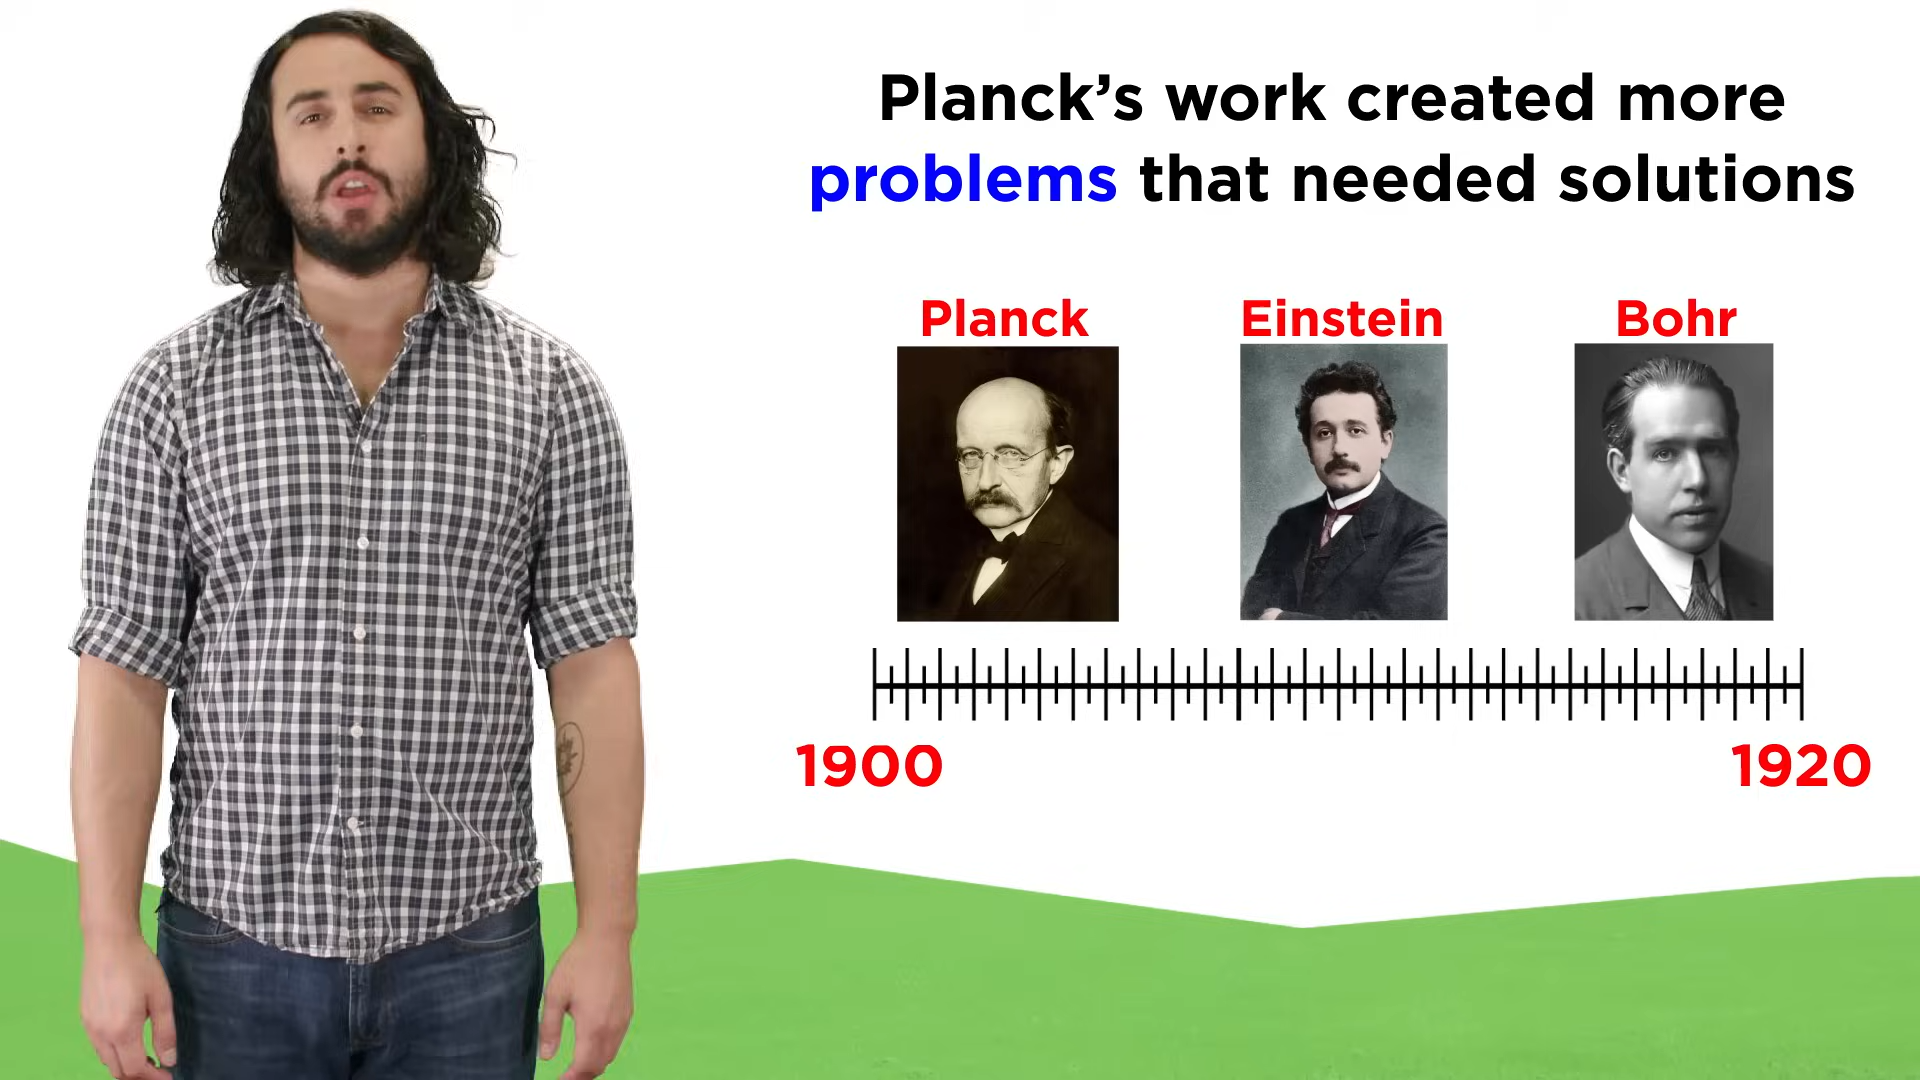 Planck’s work created more
problems that needed solutions
Planck Einstein Bohr
1900 1920